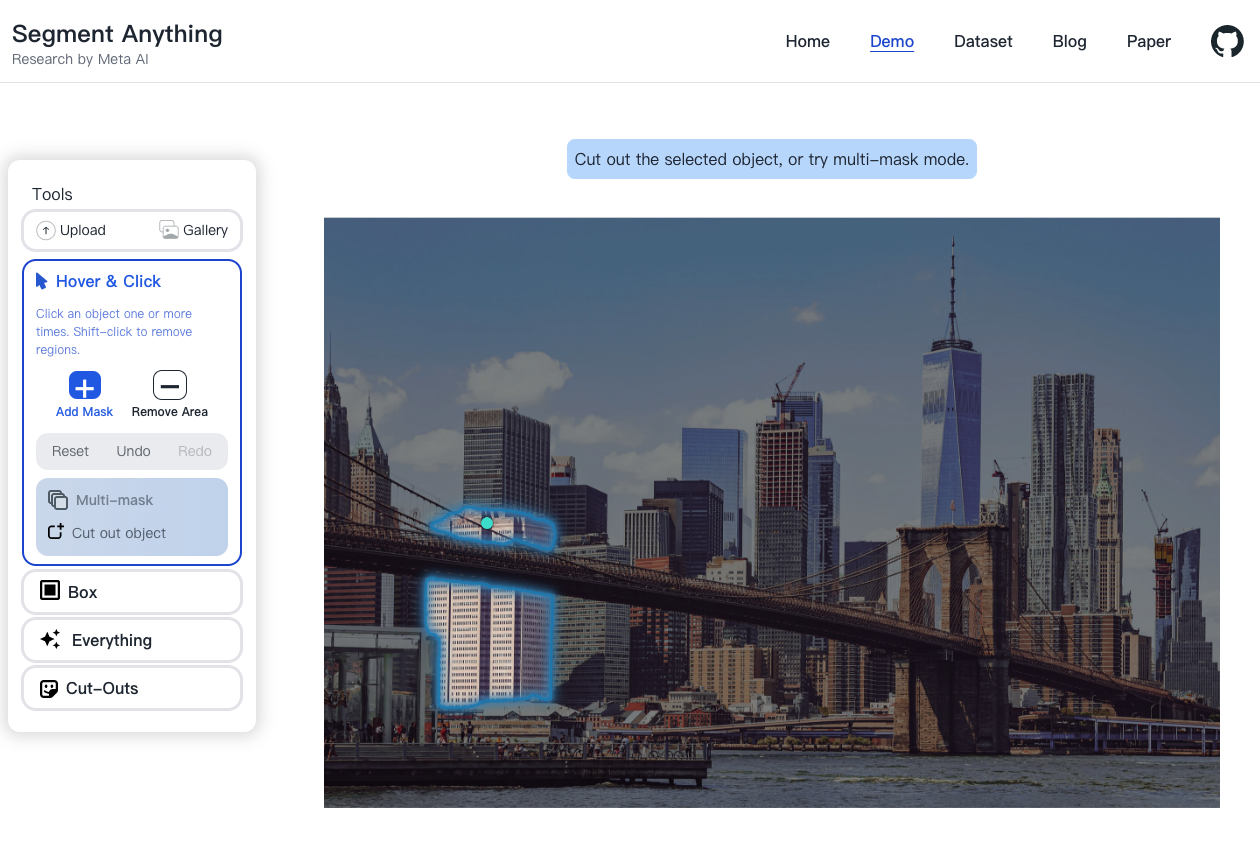 Segment Anything
Research by Meta AI
Home Demo Dataset Blog Paper
Cut out the selected object, or try multi-mask mode.
Tools
Upload Gallery
Hover & Click
Click an object one or more
times. Shift-click to remove
regions.
Add Mask Remove Area
Reset Undo Redo
Multi-mask
Cut out object
Box
Everything
Cut-Outs